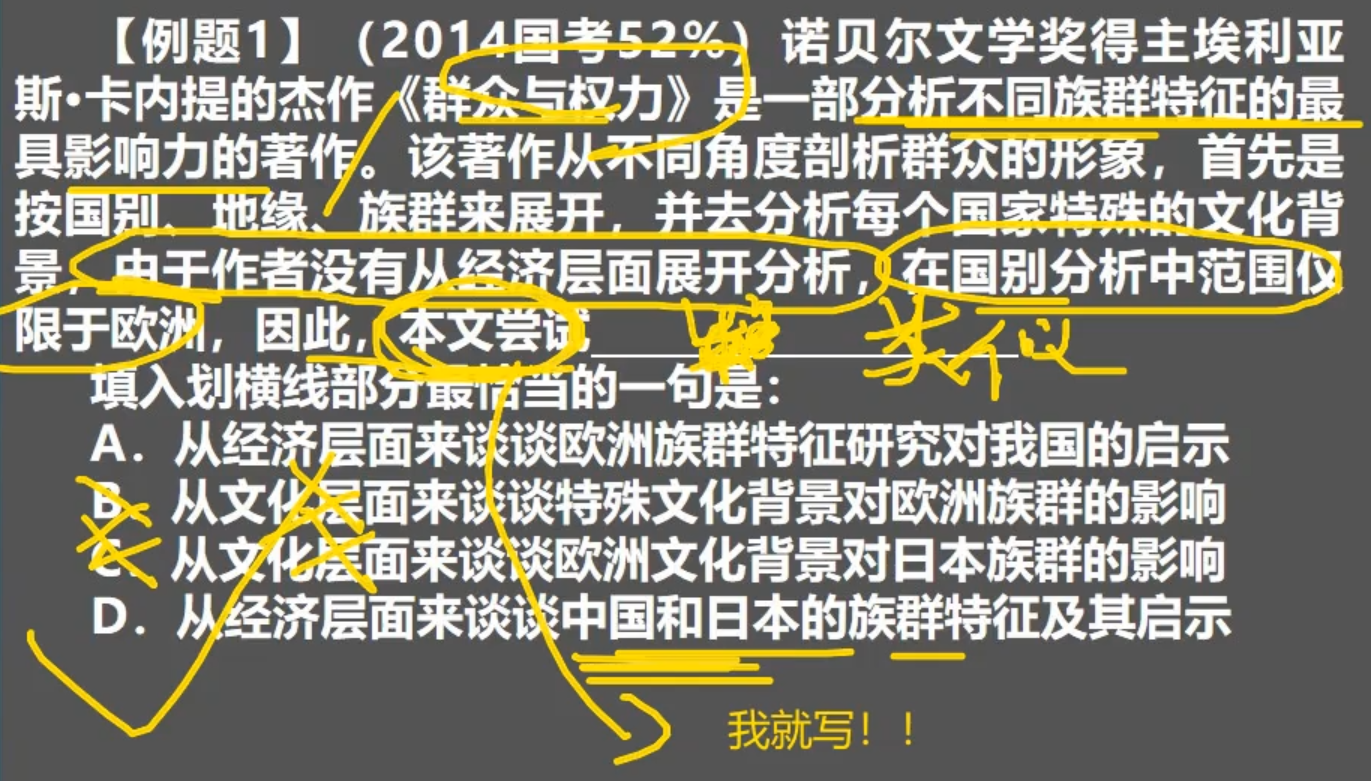 【例题1】（2014国考52%）诺贝尔文学奖得主埃利亚
斯•卡内提的杰作《群众与权力》是一部分析不同族群特征的最
具影响力的著作。该著作从不同角度剖析群众的形象，首先是
按国别、地缘、族群来展开，并去分析每个国家特殊的文化背
景，由于作者没有从经济层面展开分析，在国别分析中范围仅
限于欧洲，因此，本文尝试
填入划横线部分最恰当的一句是：
A．从经济层面来谈谈欧洲族群特征研究对我国的启示
B．从文化层面来谈谈特殊文化背景对欧洲族群的影响
C．从文化层面来谈谈欧洲文化背景对日本族群的影响
D．从经济层面来谈谈中国和日本的族群特征及其启示
我就写！！